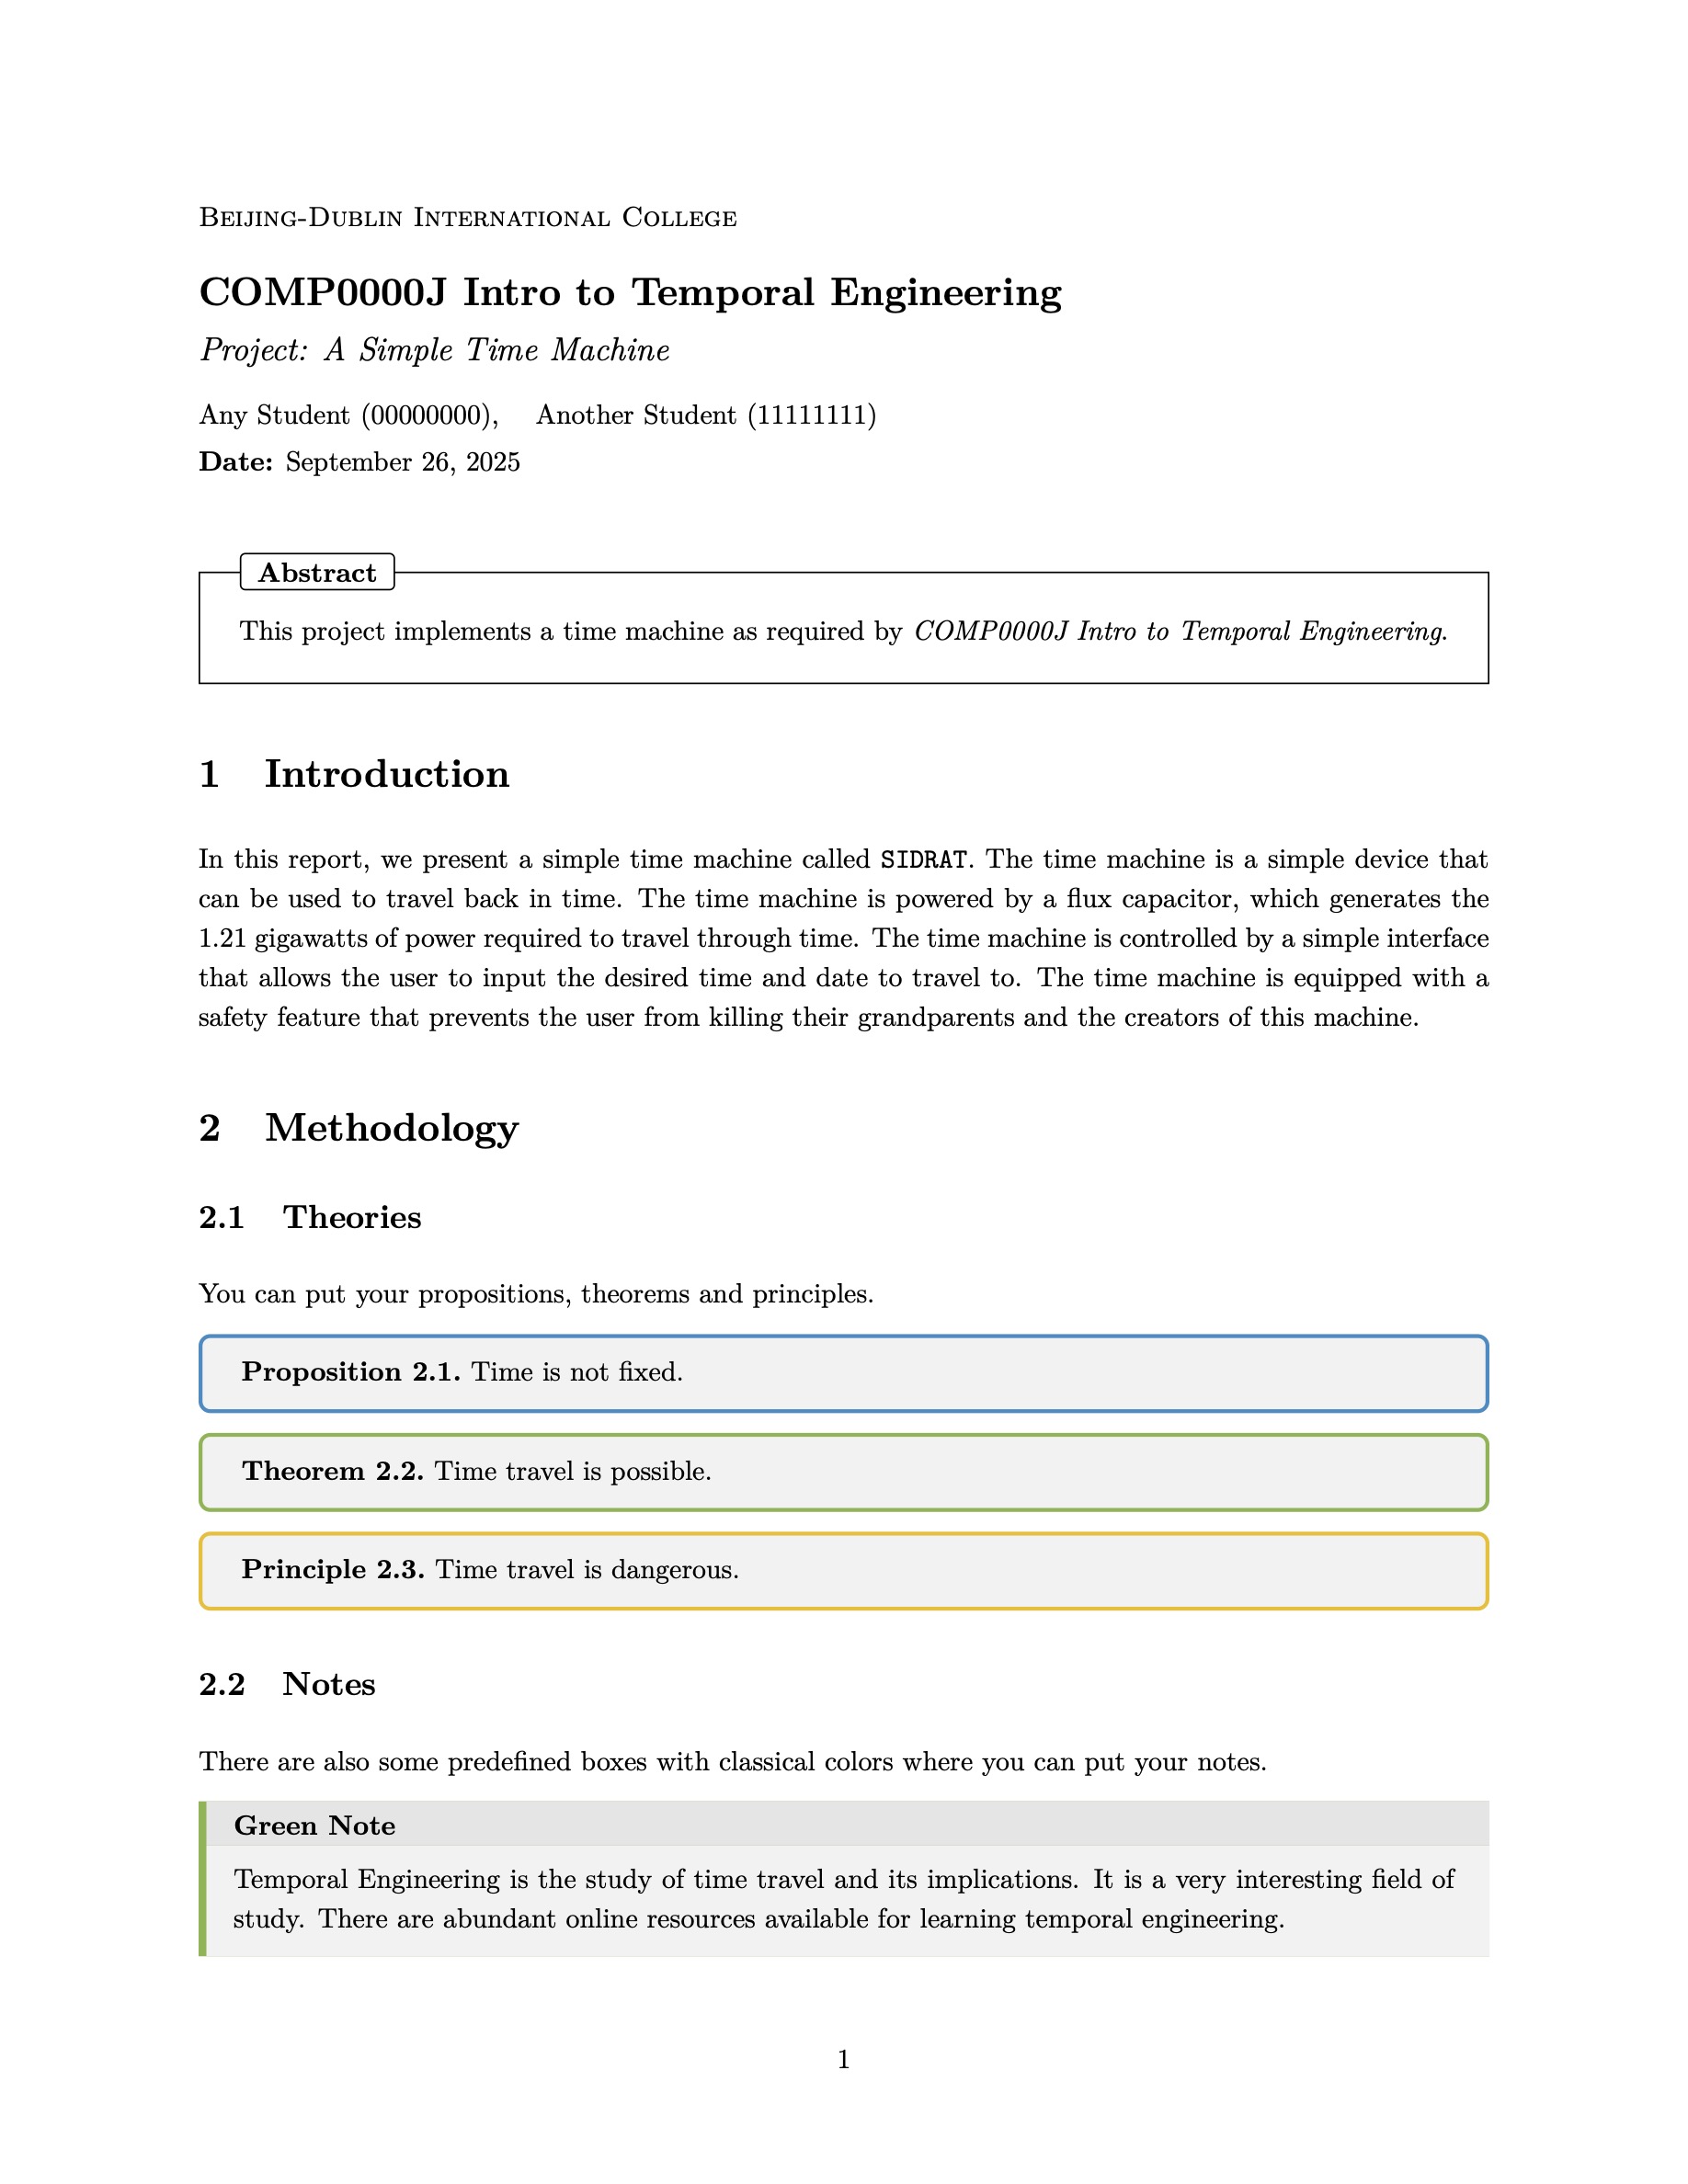 Beijing-Dublin International College
COMP0000J Intro to Temporal Engineering
Project: A Simple Time Machine
Any Student (00000000), Another Student (11111111)
Date: September 26, 2025
Abstract
This project implements a time machine as required by COMP0000J Intro to Temporal Engineering.
1 Introduction
In this report, we present a simple time machine called SIDRAT. The time machine is a simple device that
can be used to travel back in time. The time machine is powered by a flux capacitor, which generates the
1.21 gigawatts of power required to travel through time. The time machine is controlled by a simple interface
that allows the user to input the desired time and date to travel to. The time machine is equipped with a
safety feature that prevents the user from killing their grandparents and the creators of this machine.
2 Methodology
2.1 Theories
You can put your propositions, theorems and principles.
Proposition 2.1. Time is not fixed.
Theorem 2.2. Time travel is possible.
Principle 2.3. Time travel is dangerous.
2.2 Notes
There are also some predefined boxes with classical colors where you can put your notes.
Green Note
Temporal Engineering is the study of time travel and its implications. It is a very interesting field of
study. There are abundant online resources available for learning temporal engineering.
1